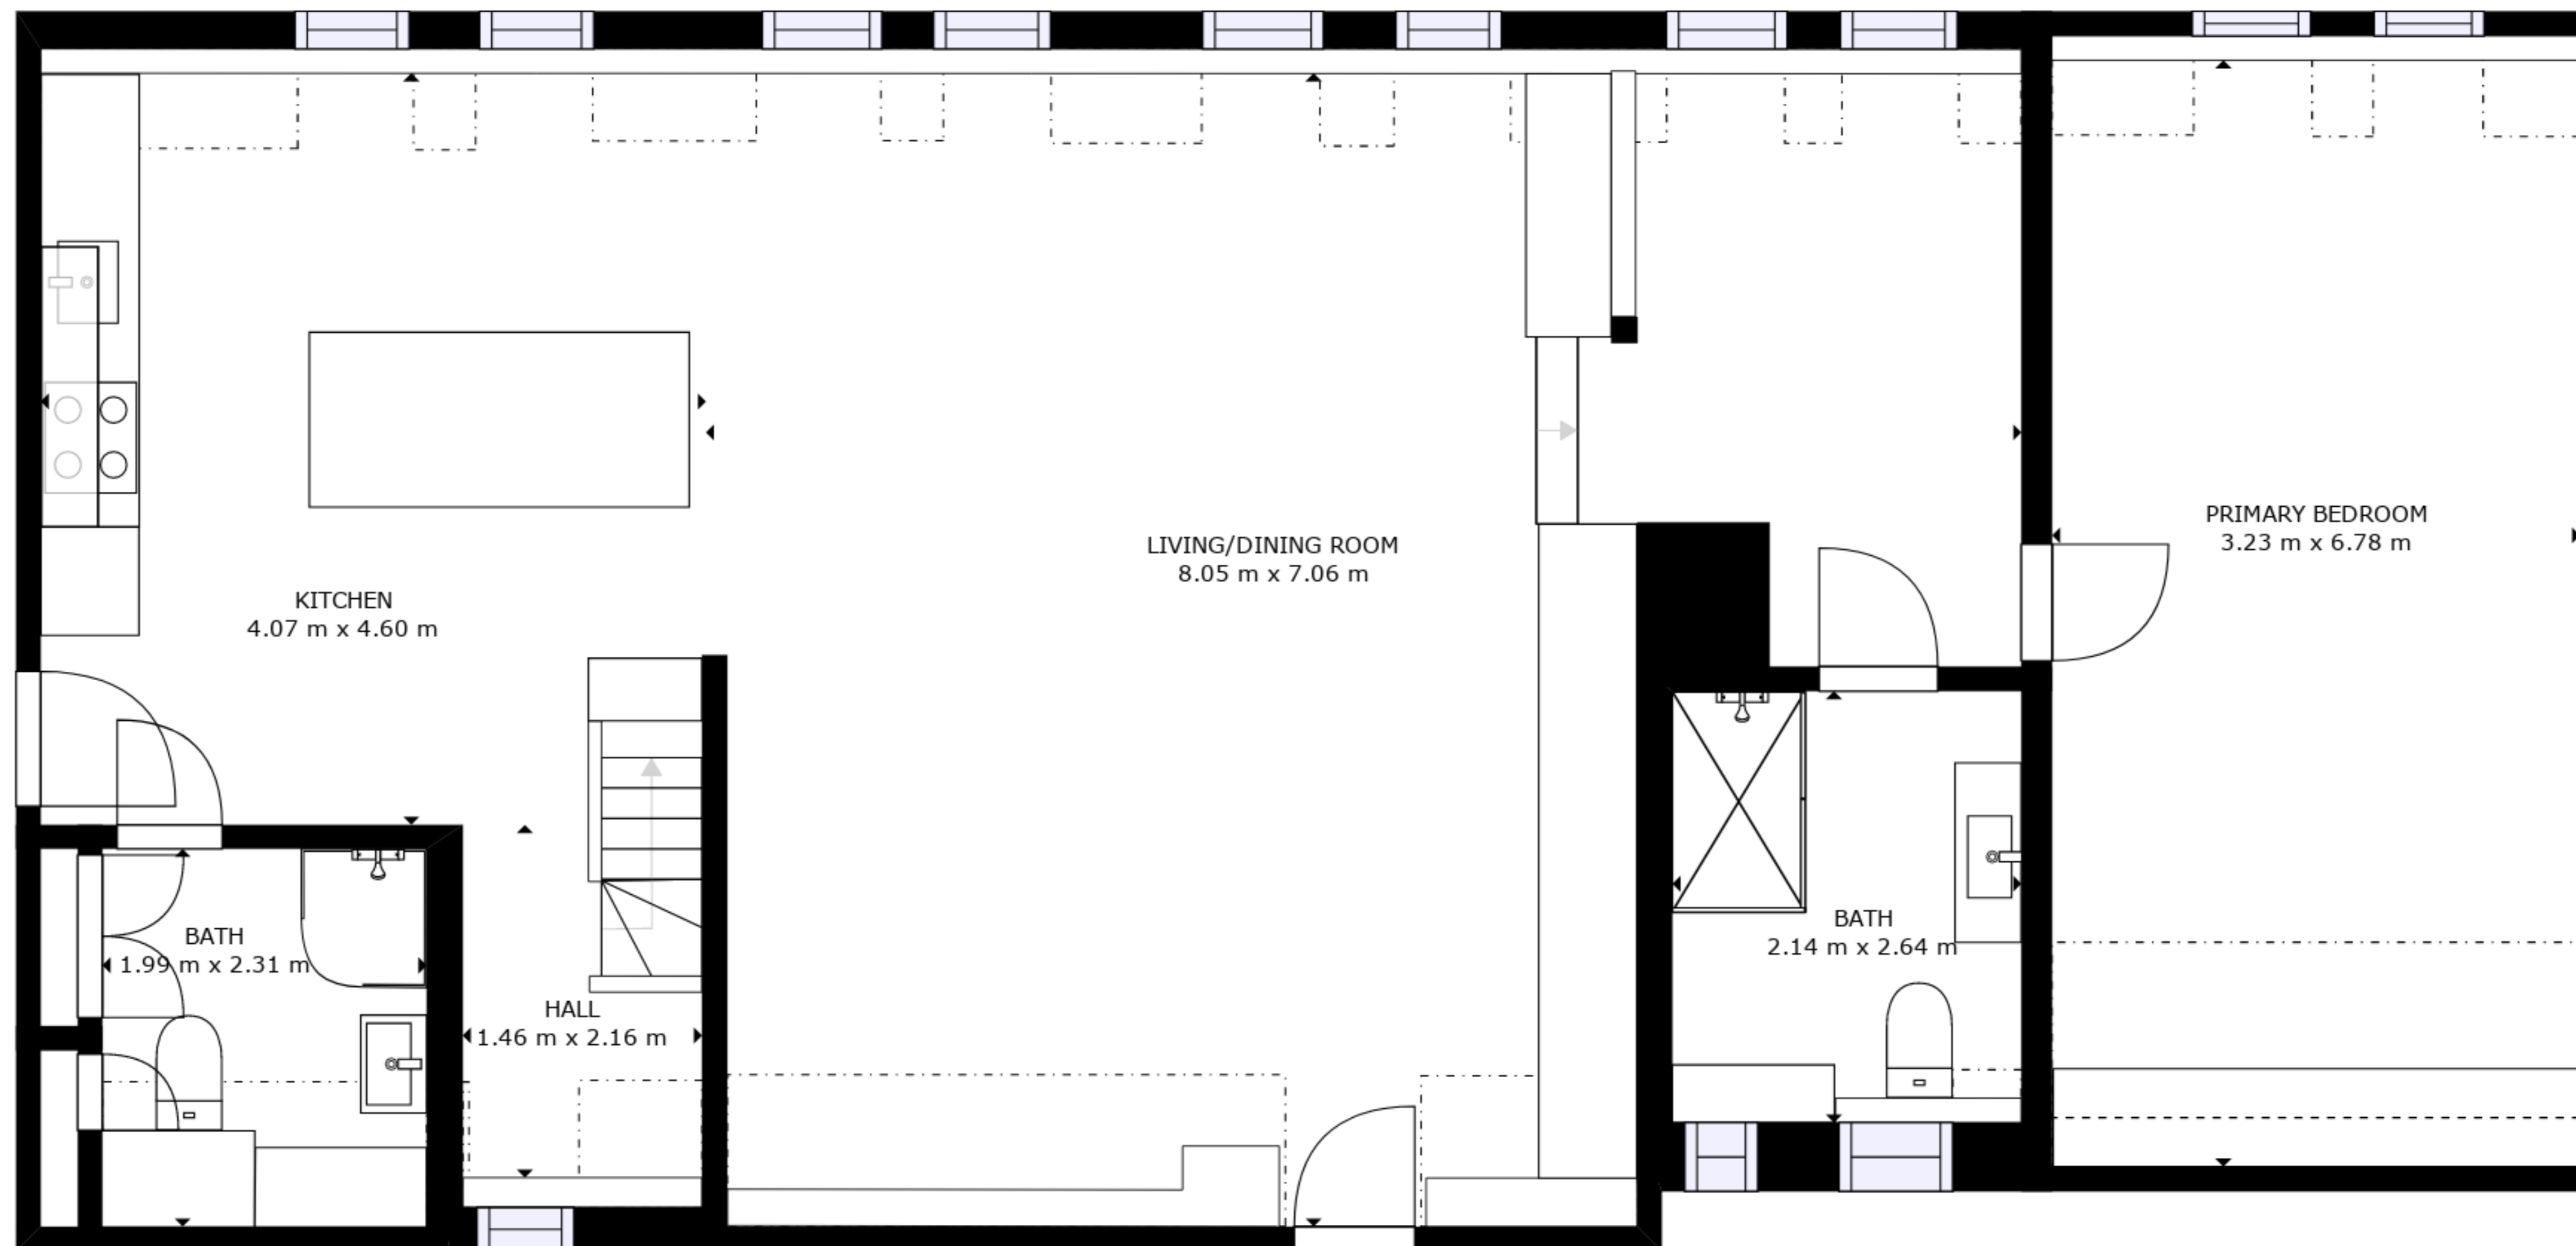 KITCHEN
4.07 m x 4.60 m
LIVING/DINING ROOM
8.05 m x 7.06 m
PRIMARY BEDROOM
3.23 m x 6.78 m
BATH
1.99 m x 2.31 m
HALL
1.46 m x 2.16 m
BATH
2.14 m x 2.64 m